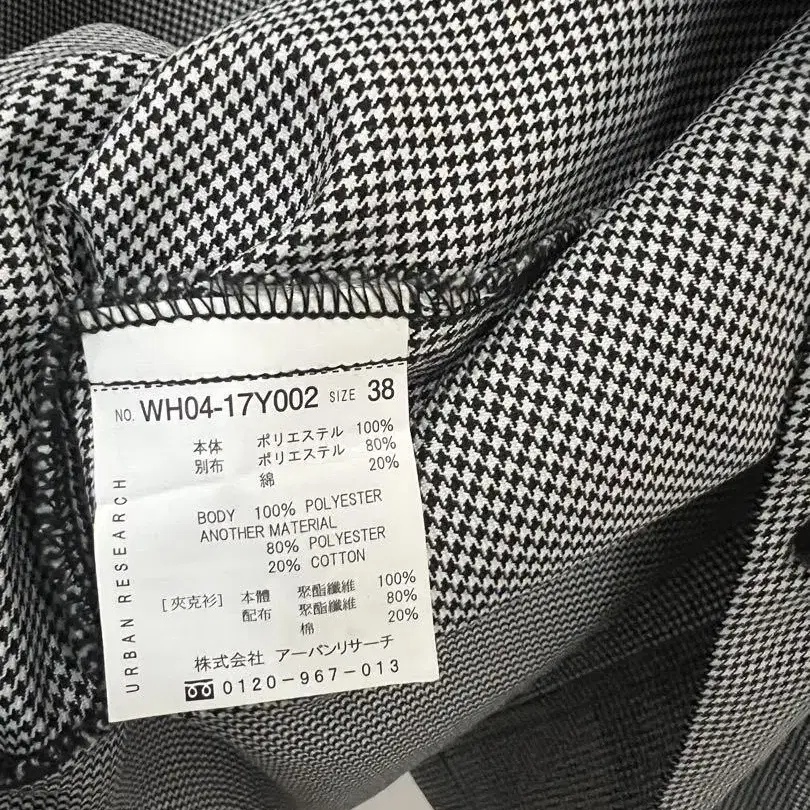 NO. WH04-17Y002 SIZE 38
本体 ポリエステル 100%
別布 ポリエステル 80%
綿 20%
BODY 100% POLYESTER
ANOTHER MATERIAL
80% POLYESTER
20% COTTON
[夾克衫] 本體 聚酯纖維 100%
配布 聚酯纖維 80%
棉 20%
株式会社 アーバンリサーチ
0120-967-013
URBAN RESEARCH